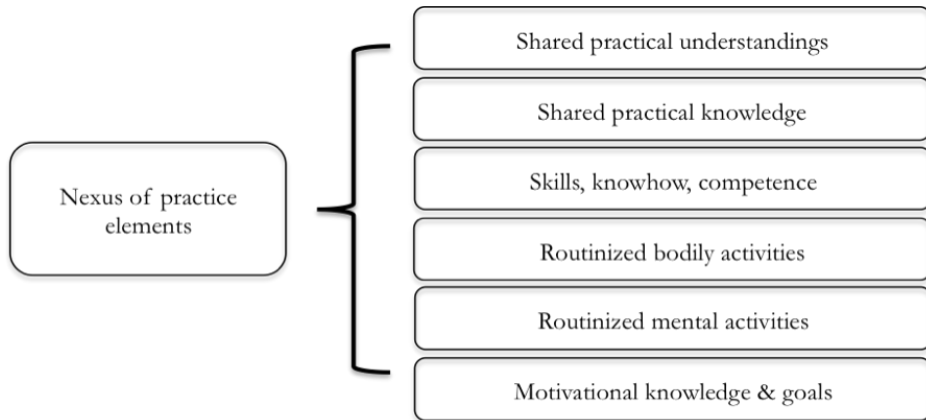 Nexus of practice
elements
Shared practical understandings
Shared practical knowledge
Skills, knowhow, competence
Routinized bodily activities
Routinized mental activities
Motivational knowledge & goals